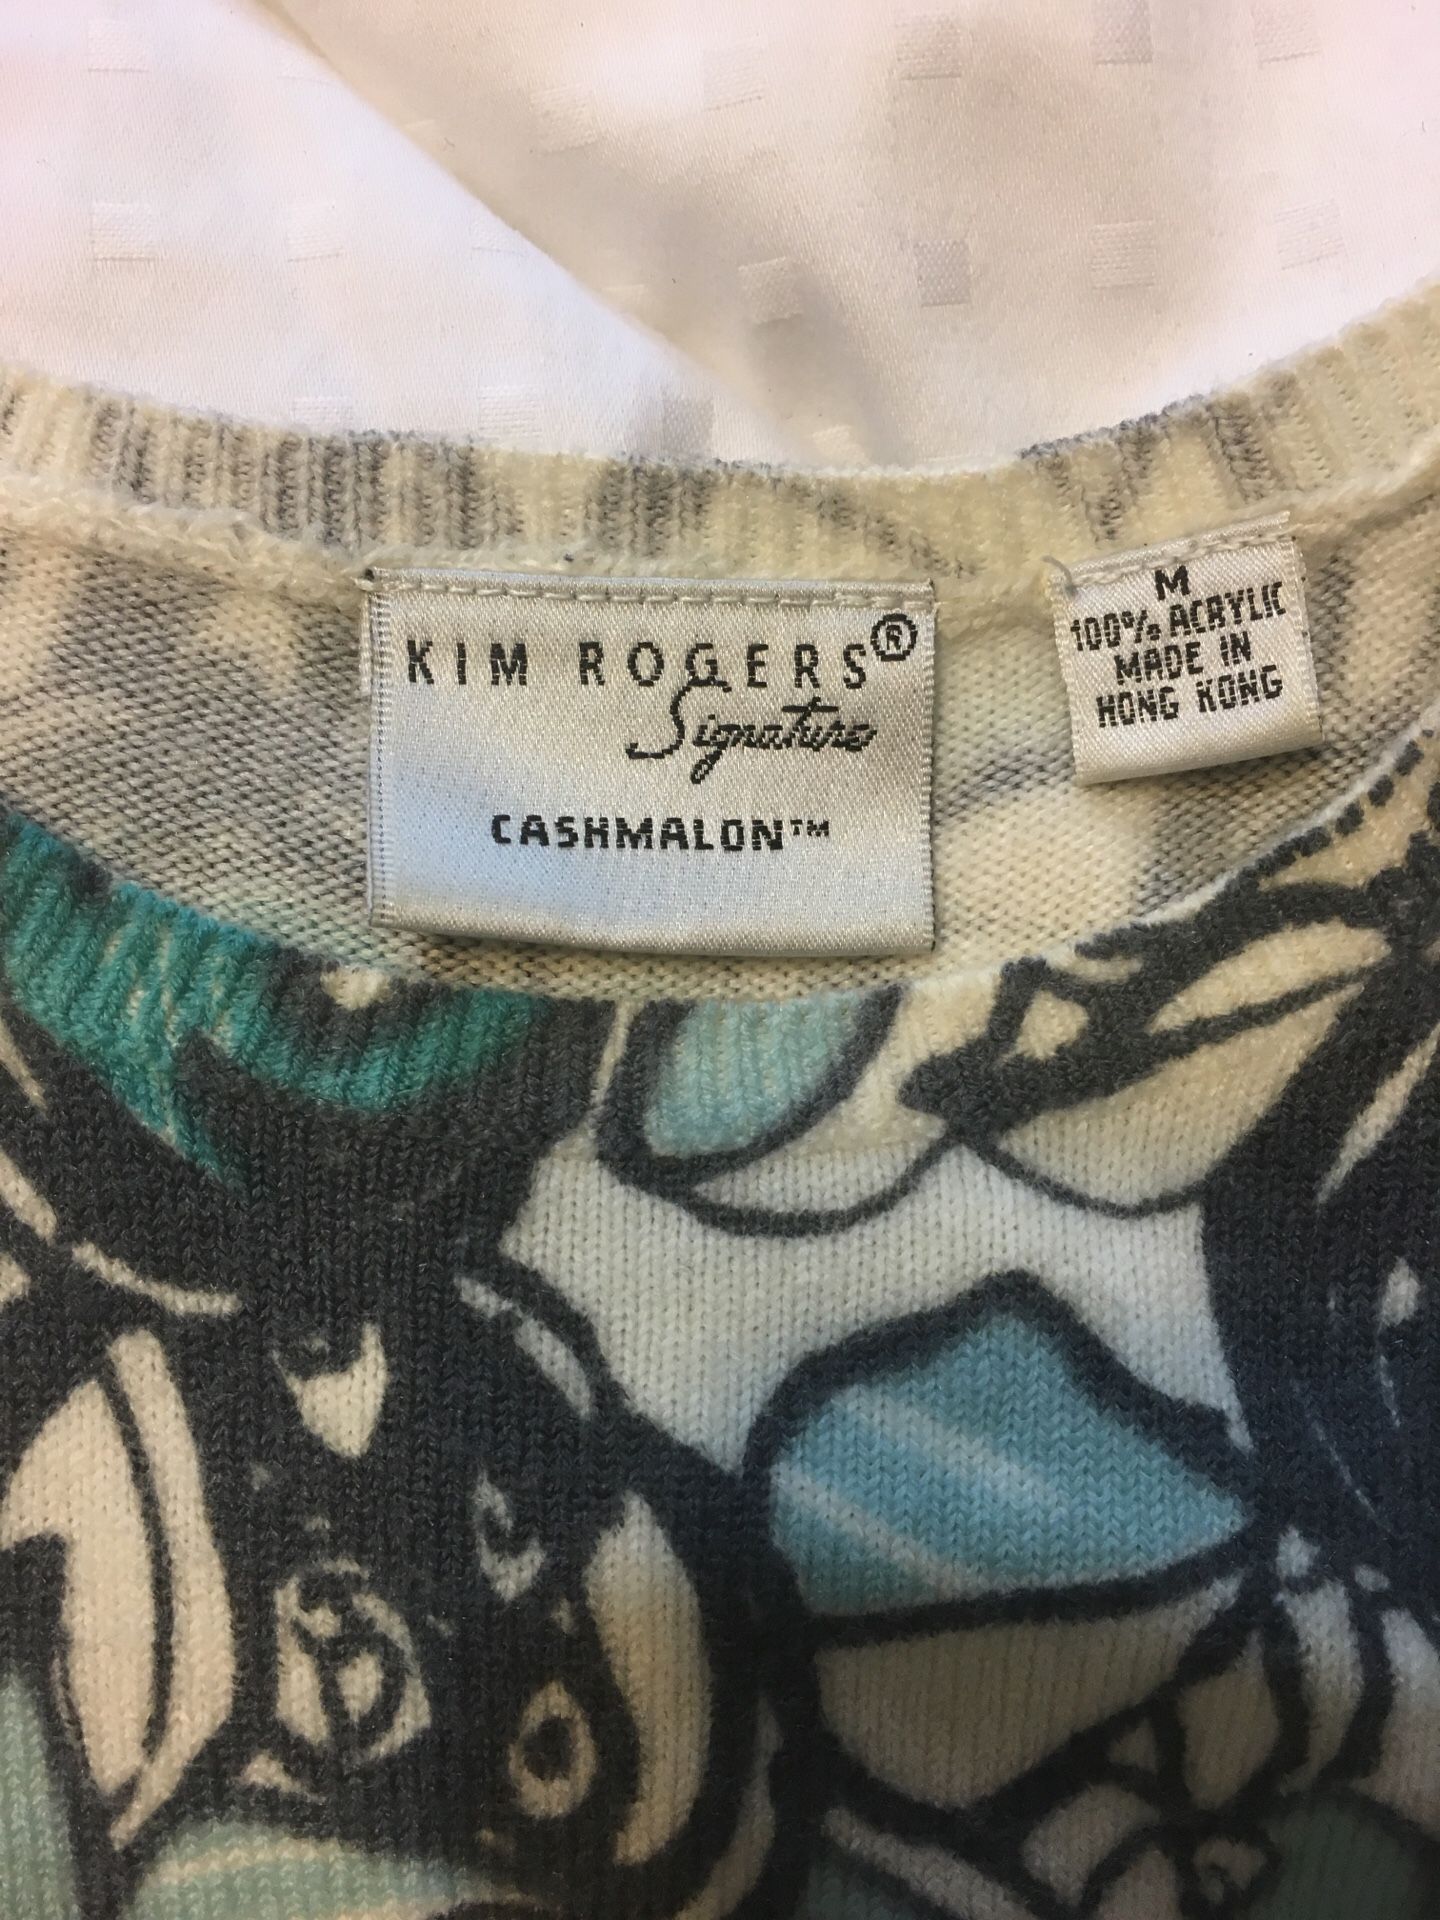 KIM ROGERS®
Signature
CASHMALON™
M
100% ACRYLIC
MADE IN
HONG KONG